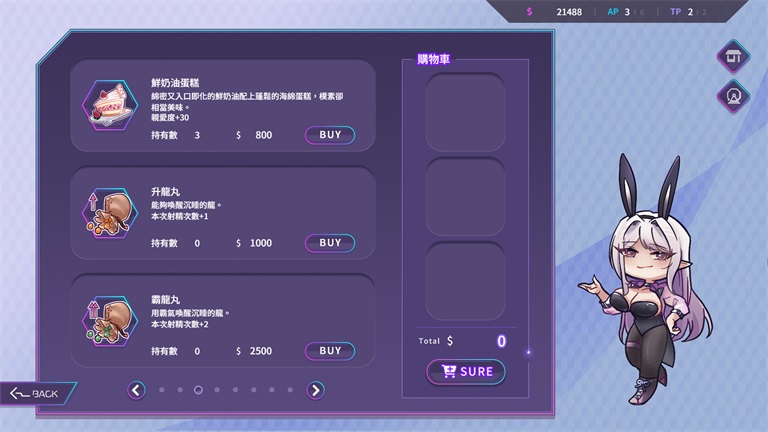 $ 21488 AP 3 / 6 TP 2 / 2
鮮奶油蛋糕
綿密又入口即化的鮮奶油配上蓬鬆的海綿蛋糕，樸素卻
相當美味。
親愛度+30
持有數 3 $ 800 BUY
升龍丸
能夠喚醒沉睡的龍。
本次射精次數+1
持有數 0 $ 1000 BUY
霸龍丸
用霸氣喚醒沉睡的龍。
本次射精次數+2
持有數 0 $ 2500 BUY
購物車
Total $ 0
SURE
BACK